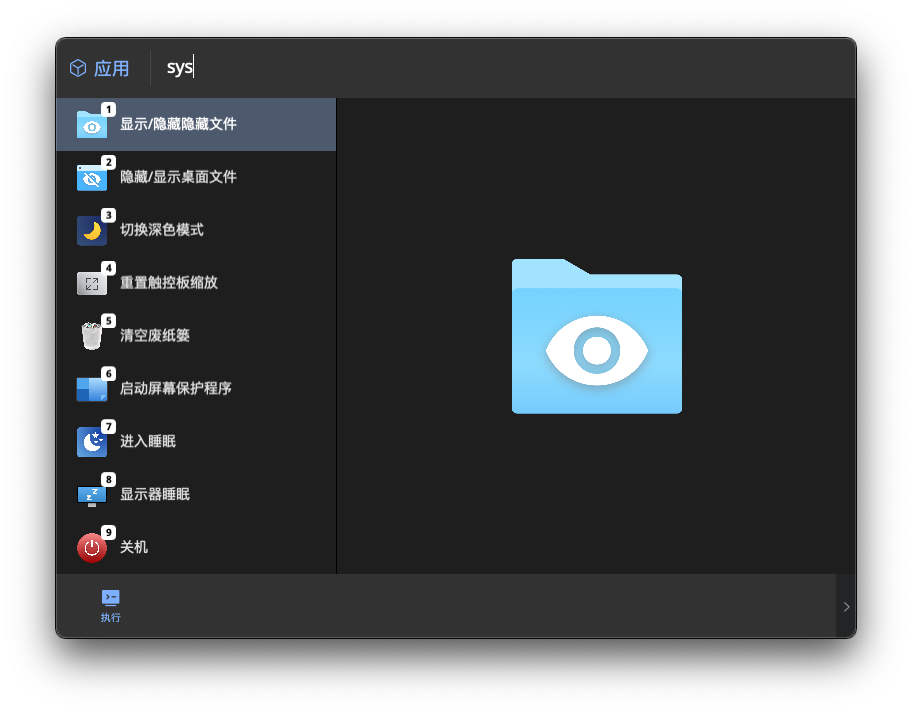 应用 sys
1 显示/隐藏隐藏文件
2 隐藏/显示桌面文件
3 切换深色模式
4 重置触控板缩放
5 清空废纸篓
6 启动屏幕保护程序
7 进入睡眠
8 显示器睡眠
9 关机
执行